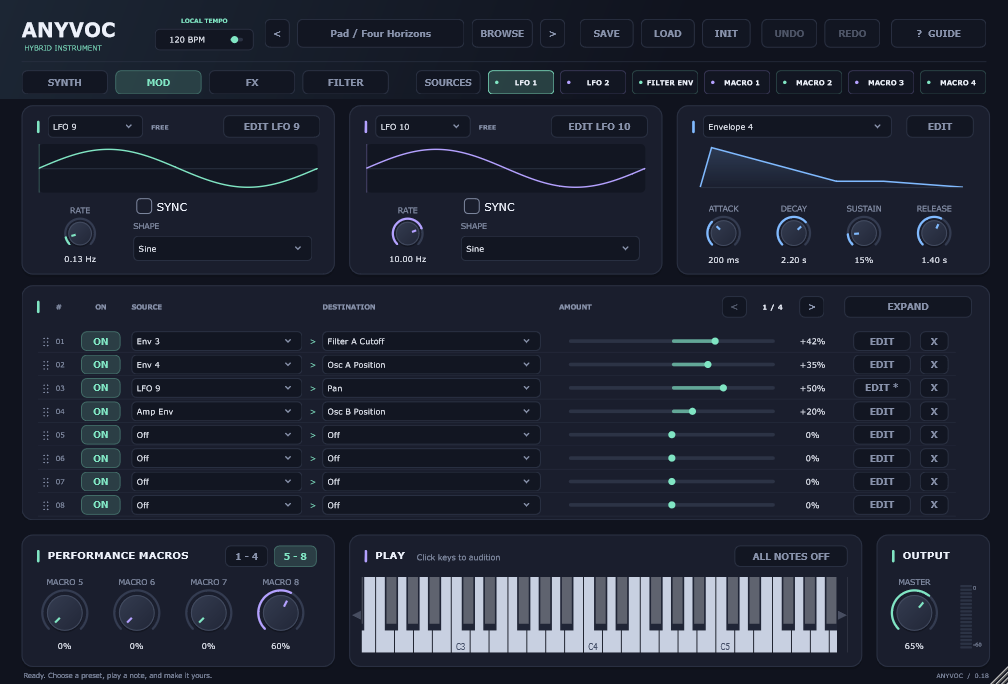 ANYVOC
HYBRID INSTRUMENT
LOCAL TEMPO
120 BPM
< Pad / Four Horizons BROWSE > SAVE LOAD INIT UNDO REDO ? GUIDE
SYNTH MOD FX FILTER SOURCES LFO 1 LFO 2 FILTER ENV MACRO 1 MACRO 2 MACRO 3 MACRO 4
LFO 9 FREE EDIT LFO 9
RATE
SYNC
SHAPE
Sine
0.13 Hz
LFO 10 FREE EDIT LFO 10
RATE
SYNC
SHAPE
Sine
10.00 Hz
Envelope 4 EDIT
ATTACK DECAY SUSTAIN RELEASE
200 ms 2.20 s 15% 1.40 s
# ON SOURCE DESTINATION AMOUNT < 1 / 4 > EXPAND
01 ON Env 3 > Filter A Cutoff +42% EDIT X
02 ON Env 4 > Osc A Position +35% EDIT X
03 ON LFO 9 > Pan +50% EDIT * X
04 ON Amp Env > Osc B Position +20% EDIT X
05 ON Off > Off 0% EDIT X
06 ON Off > Off 0% EDIT X
07 ON Off > Off 0% EDIT X
08 ON Off > Off 0% EDIT X
PERFORMANCE MACROS 1 - 4 5 - 8
MACRO 5 MACRO 6 MACRO 7 MACRO 8
0% 0% 0% 60%
PLAY Click keys to audition ALL NOTES OFF
C3 C4 C5
OUTPUT
MASTER
0
-60
65%
Ready. Choose a preset, play a note, and make it yours.
ANYVOC / 0.18